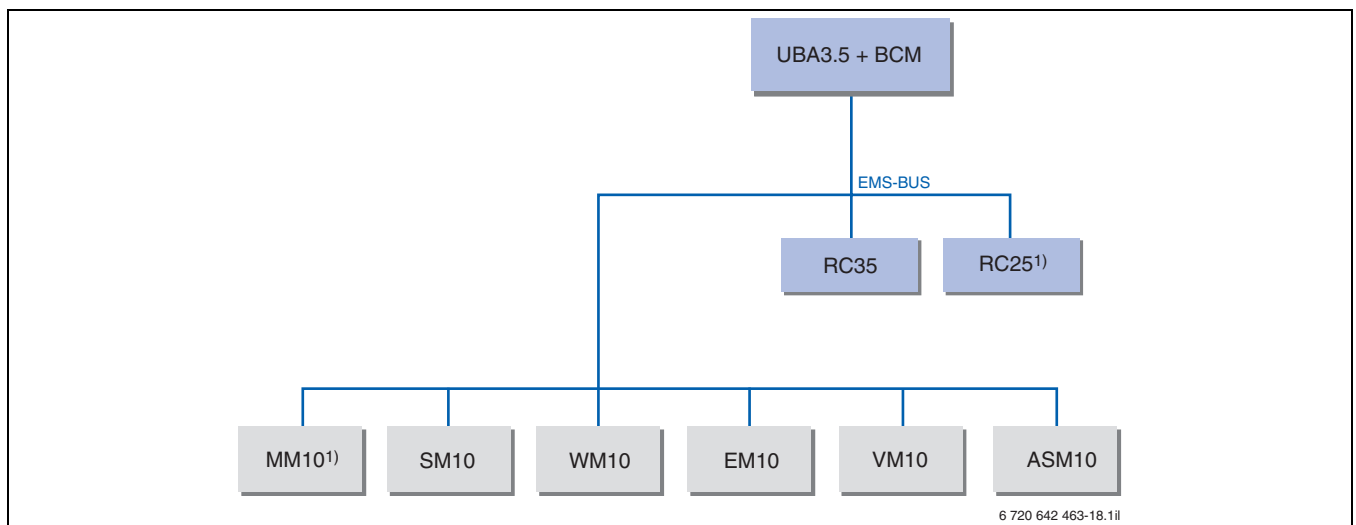 UBA3.5 + BCM
EMS-BUS
RC35
RC25¹⁾
MM10¹⁾
SM10
WM10
EM10
VM10
ASM10
6 720 642 463-18.1il